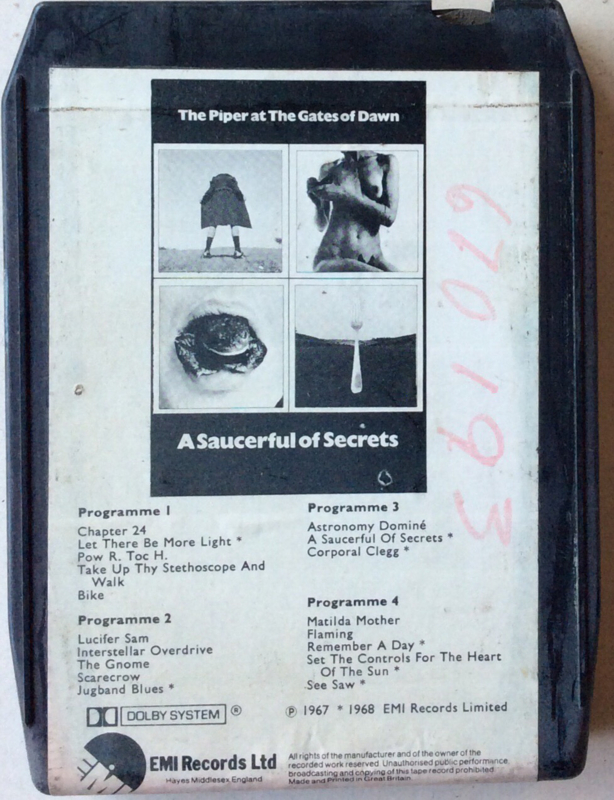 The Piper at The Gates of Dawn
A Saucerful of Secrets
670 193
Programme 1
Chapter 24
Let There Be More Light *
Pow R. Toc H.
Take Up Thy Stethoscope And
Walk
Bike
Programme 2
Lucifer Sam
Interstellar Overdrive
The Gnome
Scarecrow
Jugband Blues *
Programme 3
Astronomy Dominé
A Saucerful Of Secrets *
Corporal Clegg *
Programme 4
Matilda Mother
Flaming
Remember A Day *
Set The Controls For The Heart
Of The Sun *
See Saw *
DOLBY SYSTEM ®
℗ 1967 * 1968 EMI Records Limited
EMI
EMI Records Ltd
Hayes Middlesex England
All rights of the manufacturer and of the owner of the
recorded work reserved. Unauthorised public performance,
broadcasting and copying of this tape record prohibited.
Made and Printed in Great Britain